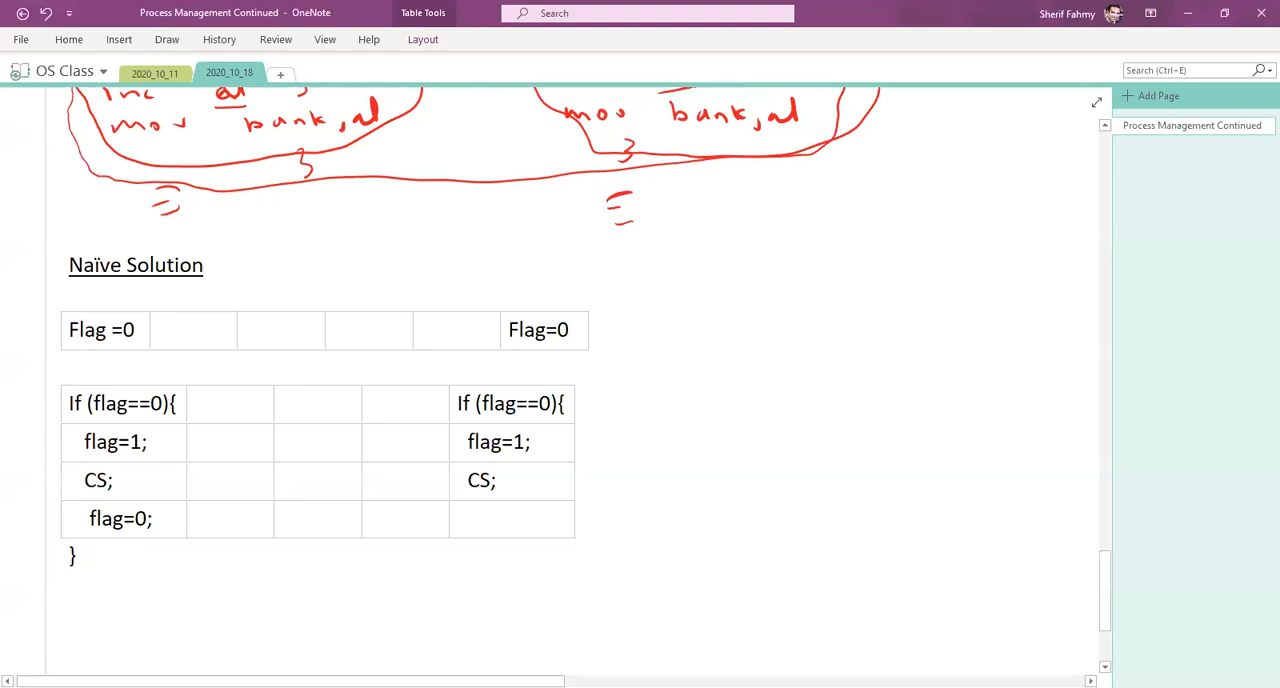 Process Management Continued - OneNote
Table Tools
Search
Sherif Fahmy
File Home Insert Draw History Review View Help Layout
OS Class 2020_10_11 2020_10_18 +
Search (Ctrl+E)
Add Page
Process Management Continued
inc al ;
mov bank,al
mov bank,al
}
}
Naïve Solution
Flag =0 Flag=0
If (flag==0){ If (flag==0){
flag=1; flag=1;
CS; CS;
flag=0;
}